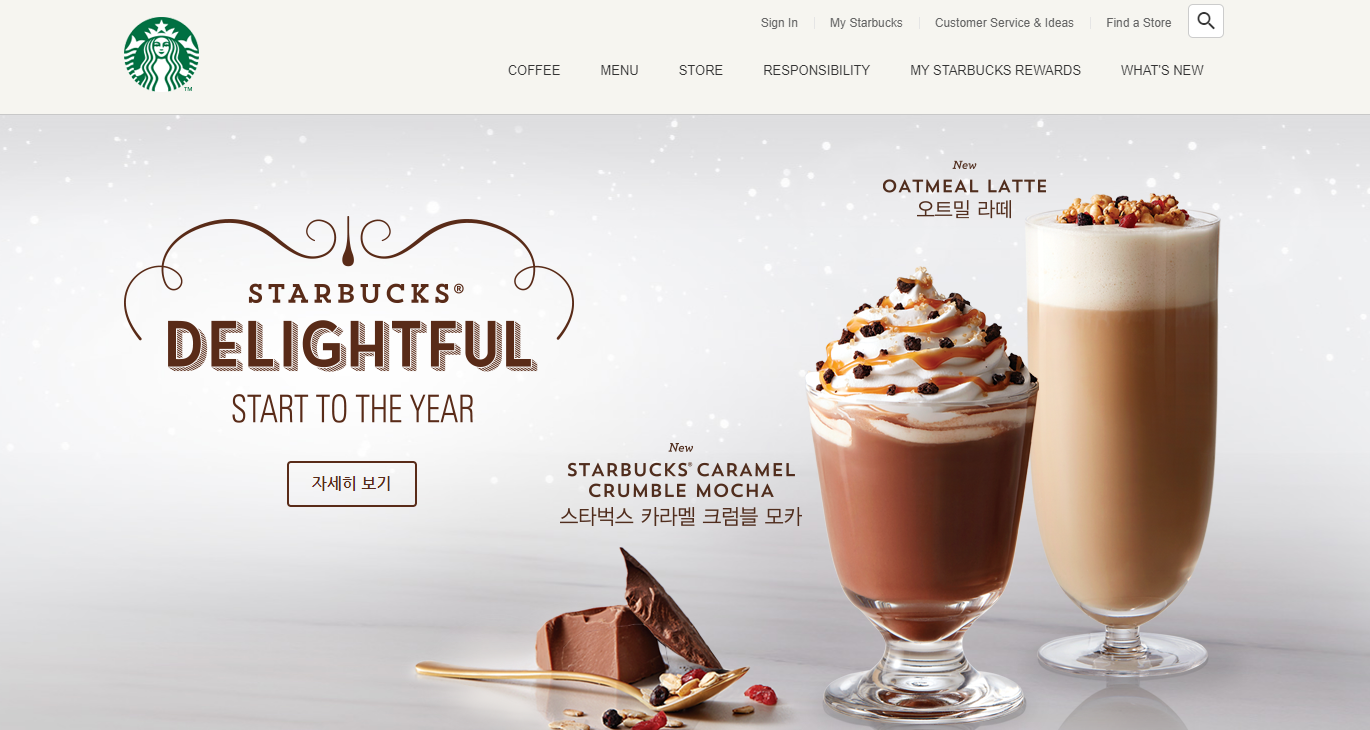 Sign In
My Starbucks
Customer Service & Ideas
Find a Store
COFFEE
MENU
STORE
RESPONSIBILITY
MY STARBUCKS REWARDS
WHAT'S NEW
TM
New
OATMEAL LATTE
오트밀 라떼
STARBUCKS®
DELIGHTFUL
START TO THE YEAR
자세히 보기
New
STARBUCKS® CARAMEL
CRUMBLE MOCHA
스타벅스 카라멜 크럼블 모카